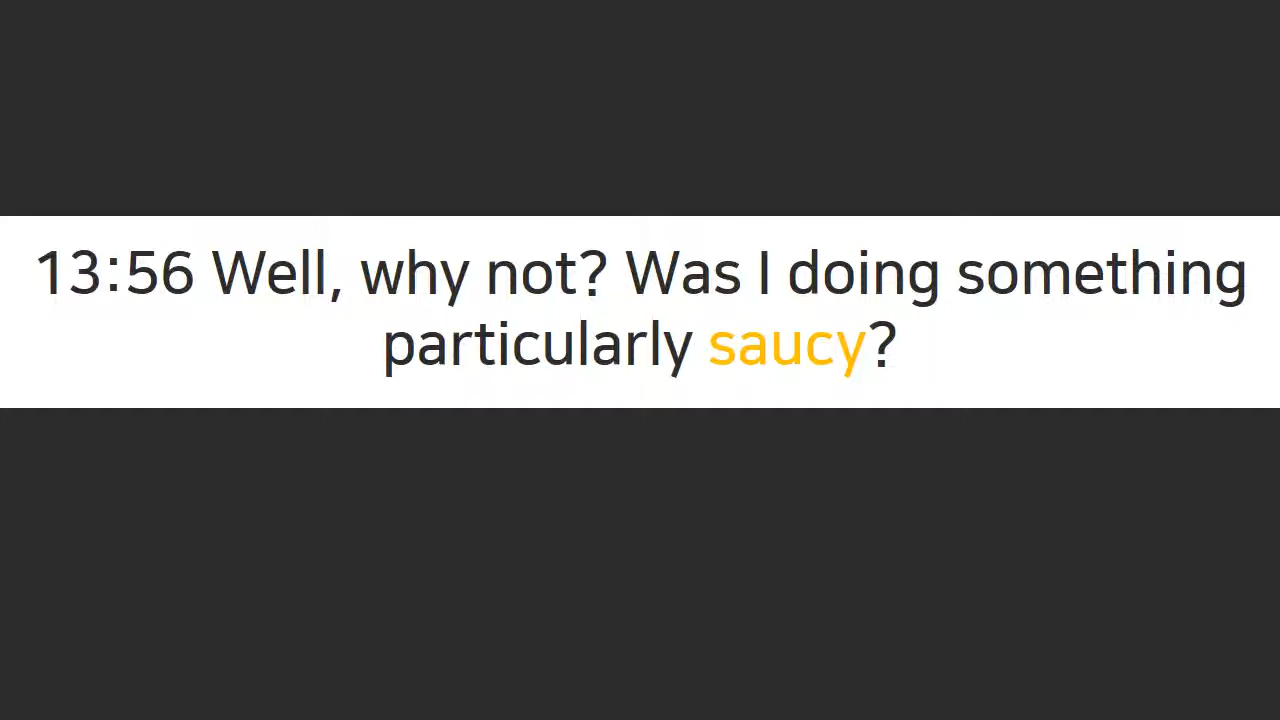 13:56 Well, why not? Was I doing something
particularly saucy?